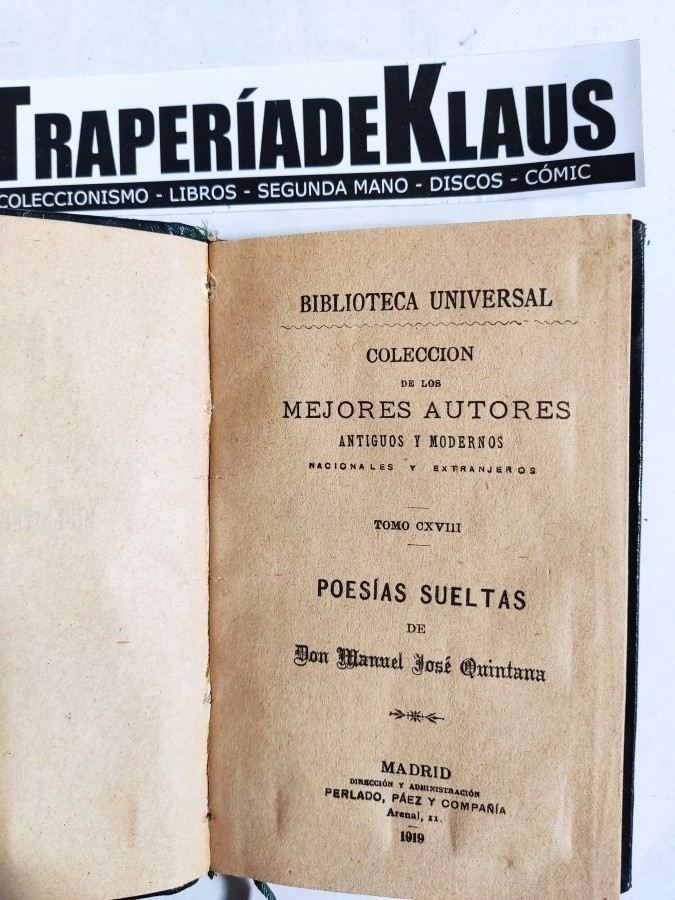 TRAPERÍADEKLAUS
COLECCIONISMO - LIBROS - SEGUNDA MANO - DISCOS - CÓMIC
BIBLIOTECA UNIVERSAL
COLECCION
DE LOS
MEJORES AUTORES
ANTIGUOS Y MODERNOS
NACIONALES Y EXTRANJEROS
TOMO CXVIII
POESÍAS SUELTAS
DE
Don Manuel José Quintana
MADRID
DIRECCIÓN Y ADMINISTRACIÓN
PERLADO, PÁEZ Y COMPAÑÍA
Arenal, 11.
1919